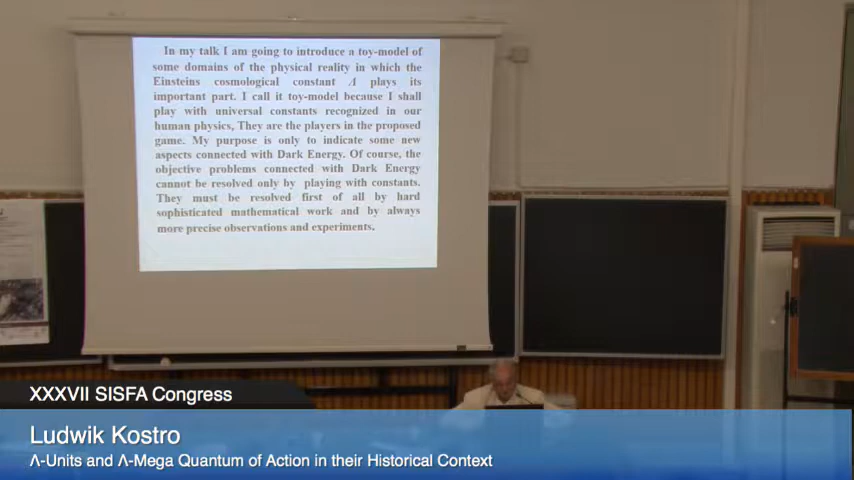 In my talk I am going to introduce a toy-model of
some domains of the physical reality in which the
Einsteins cosmological constant Λ plays its
important part. I call it toy-model because I shall
play with universal constants recognized in our
human physics, They are the players in the proposed
game. My purpose is only to indicate some new
aspects connected with Dark Energy. Of course, the
objective problems connected with Dark Energy
cannot be resolved only by playing with constants.
They must be resolved first of all by hard
sophisticated mathematical work and by always
more precise observations and experiments.
XXXVII SISFA Congress
Ludwik Kostro
Λ-Units and Λ-Mega Quantum of Action in their Historical Context